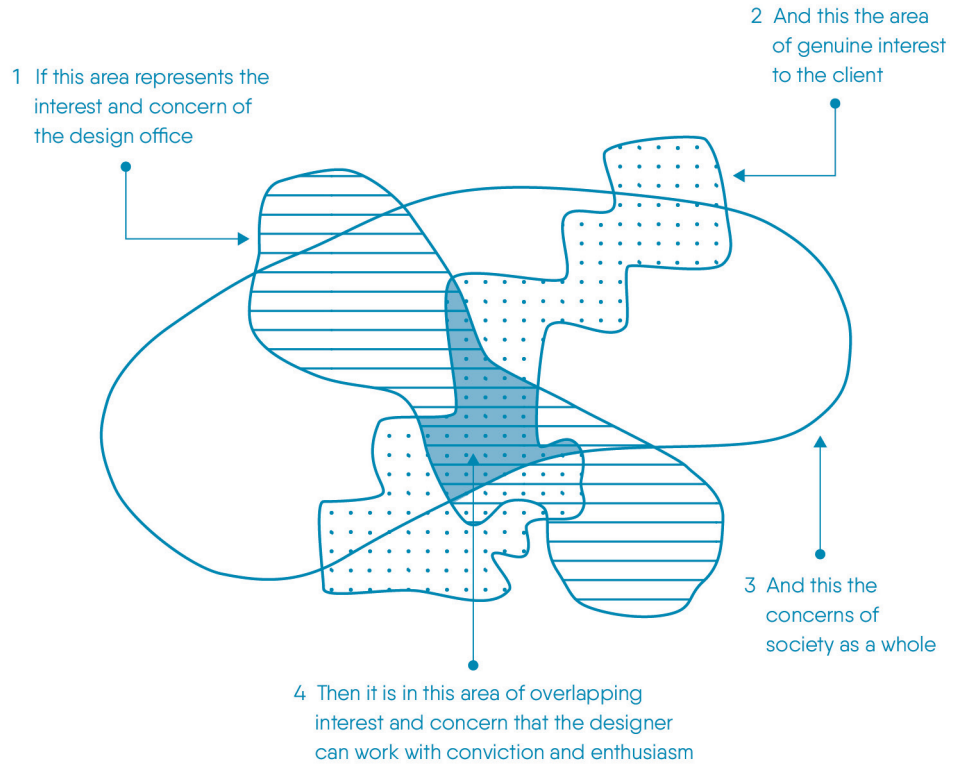 1 If this area represents the
interest and concern of
the design office
2 And this the area
of genuine interest
to the client
3 And this the
concerns of
society as a whole
4 Then it is in this area of overlapping
interest and concern that the designer
can work with conviction and enthusiasm